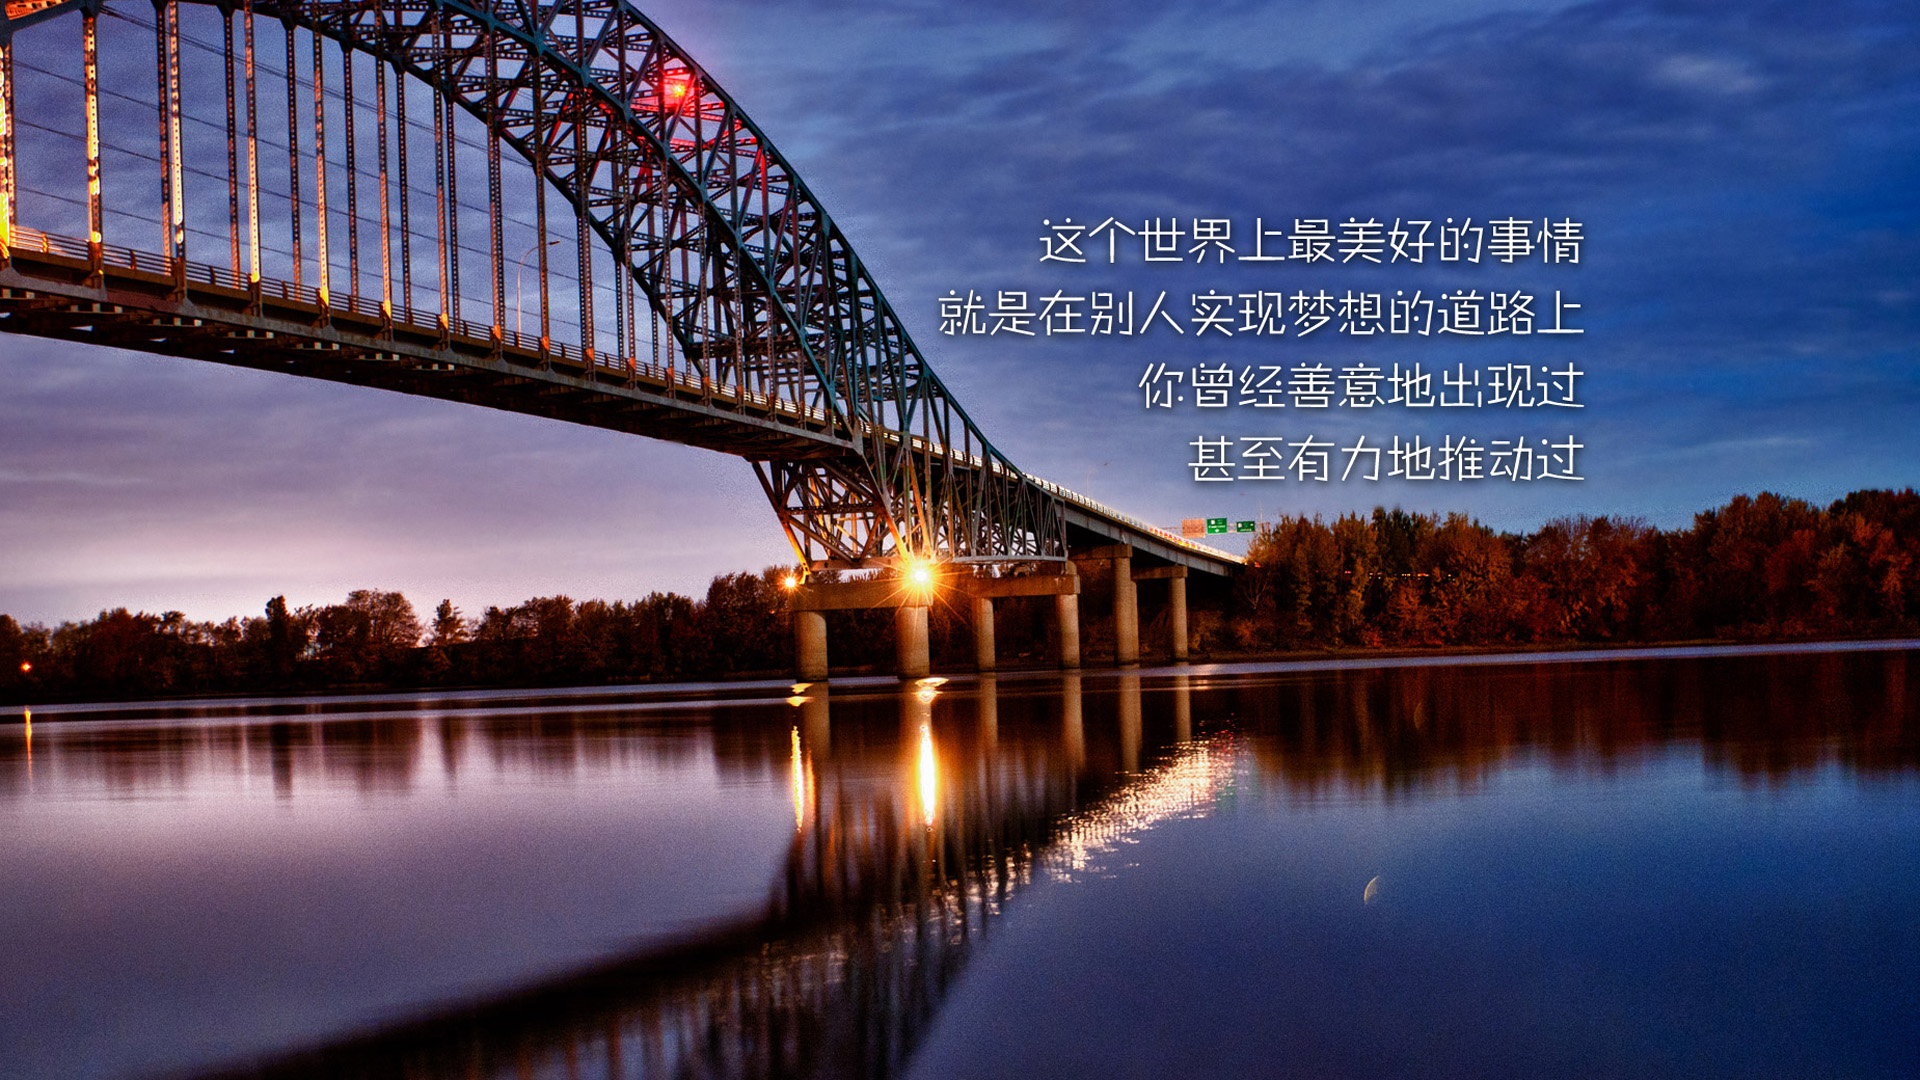 这个世界上最美好的事情
就是在别人实现梦想的道路上
你曾经善意地出现过
甚至有力地推动过